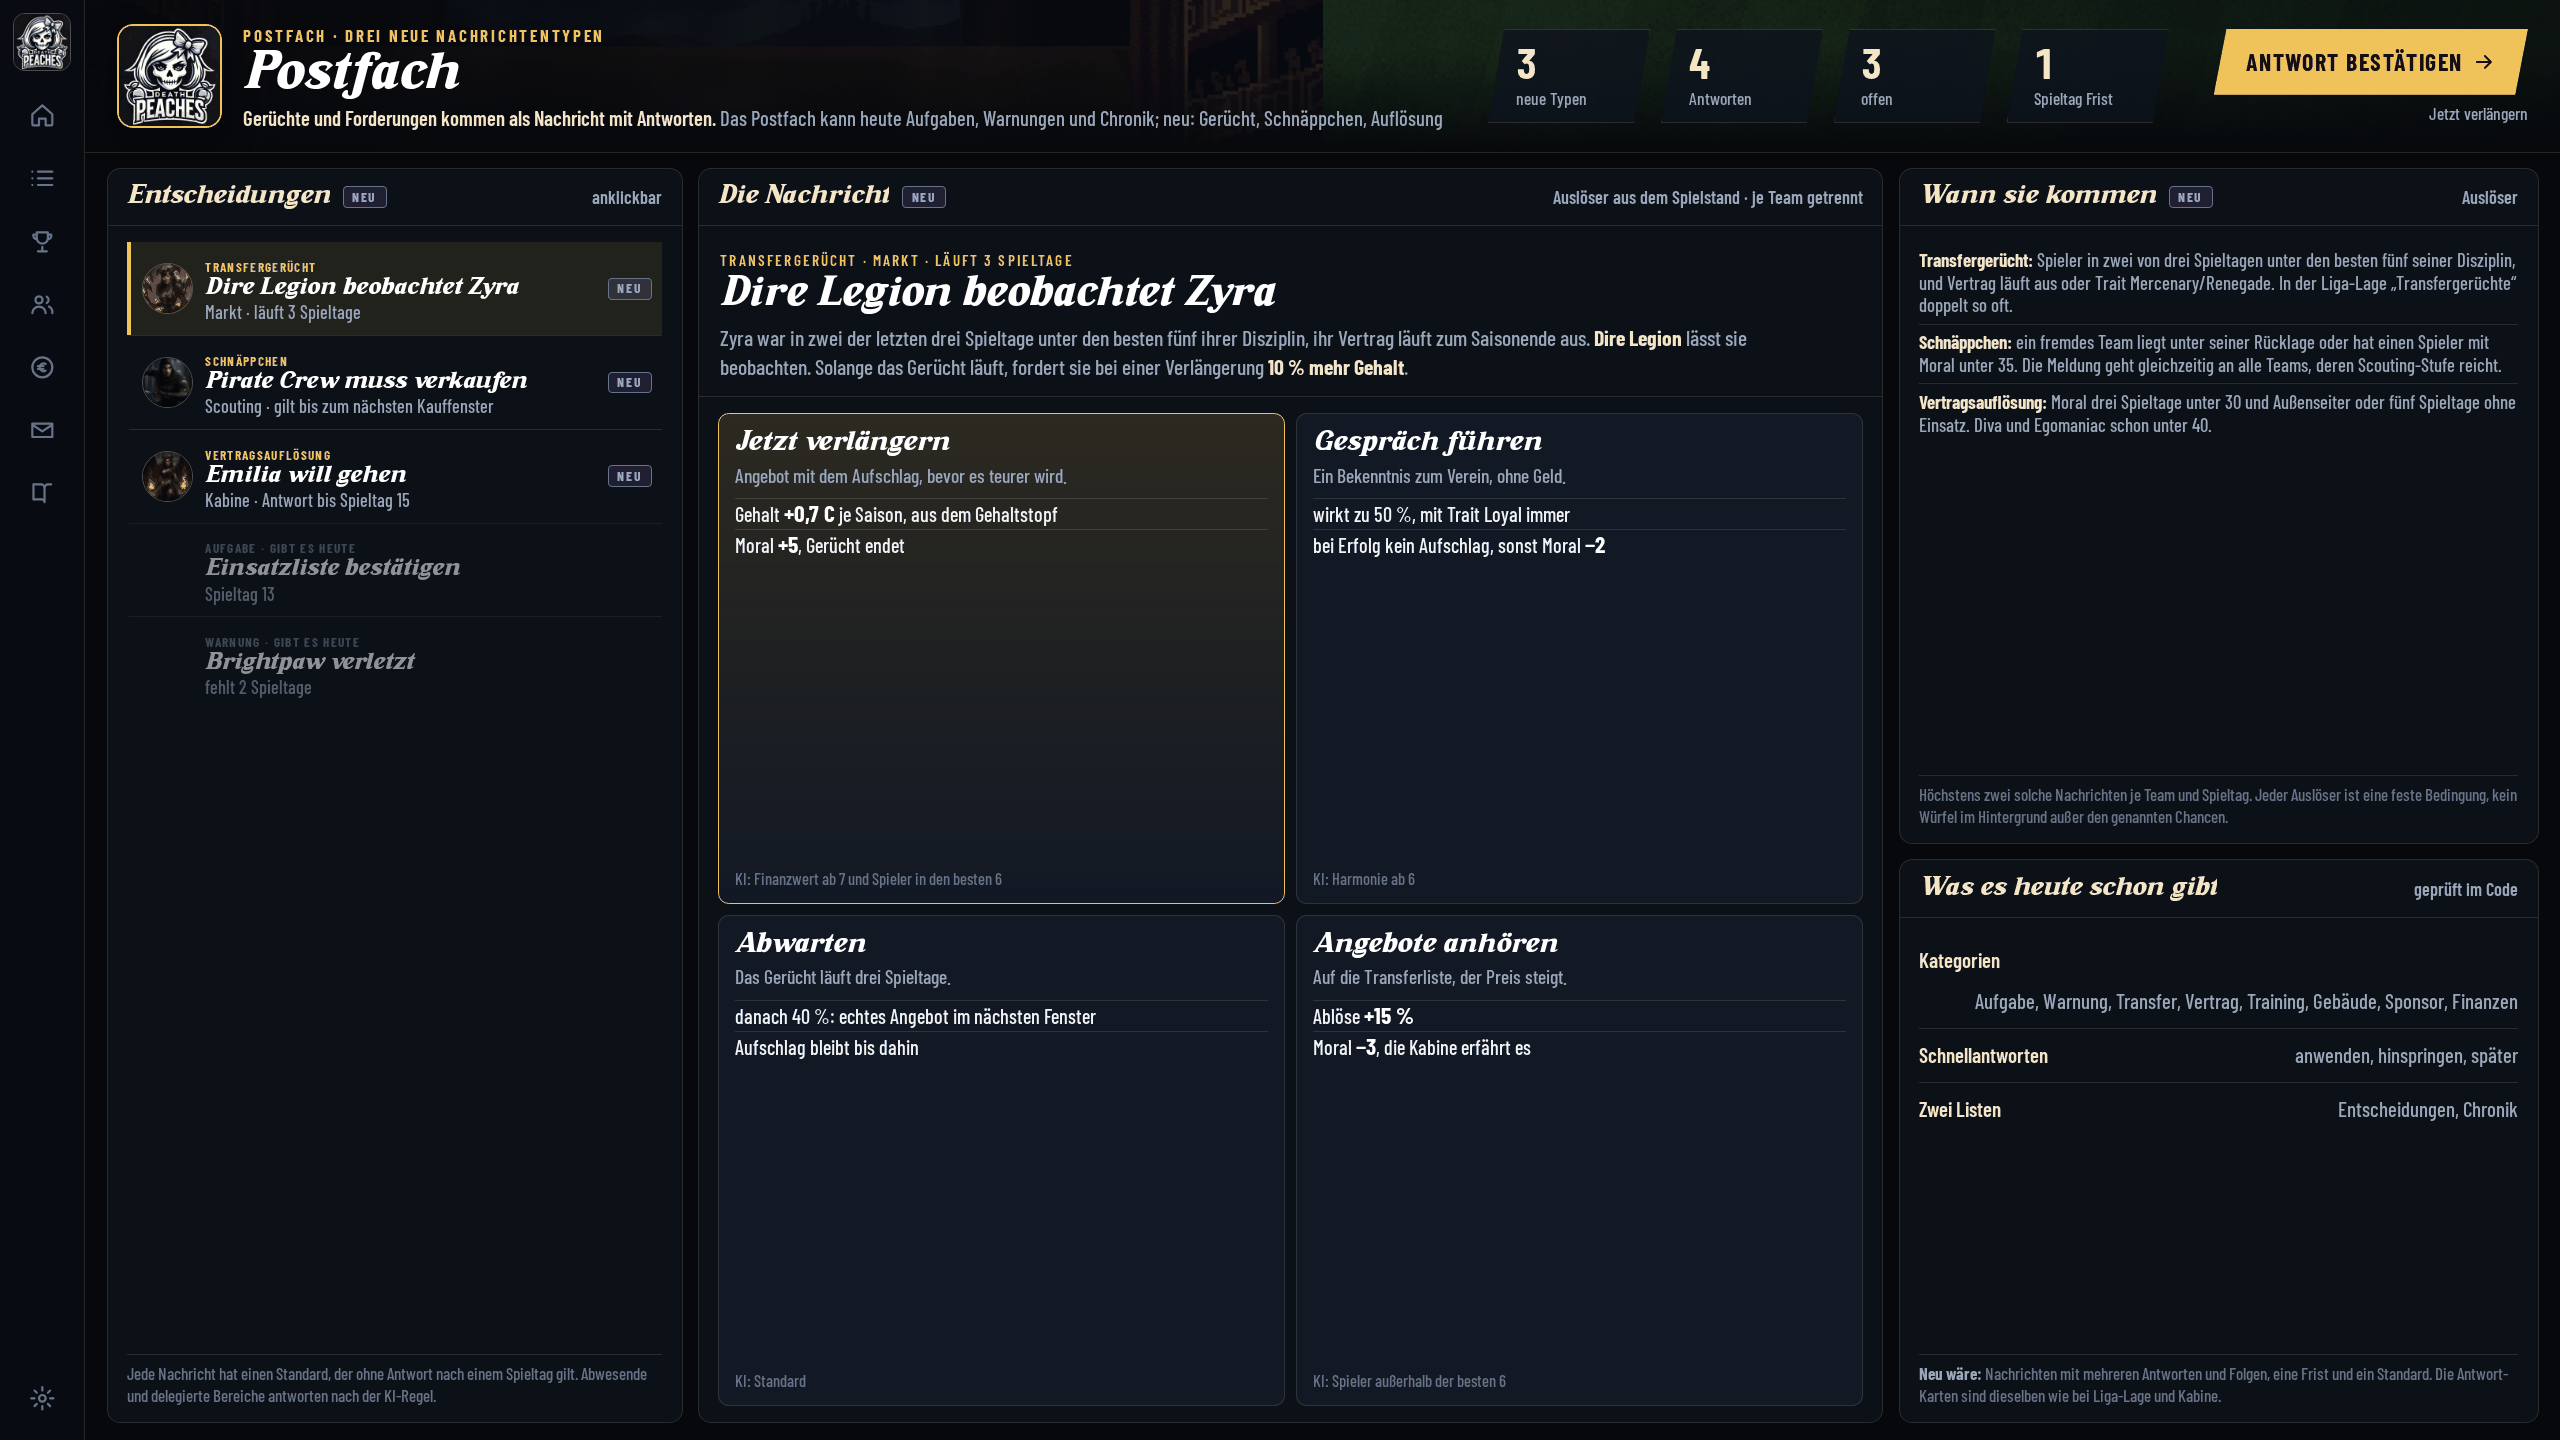 DEATH
PEACHES
DEATH
PEACHES
POSTFACH · DREI NEUE NACHRICHTENTYPEN
Postfach
Gerüchte und Forderungen kommen als Nachricht mit Antworten. Das Postfach kann heute Aufgaben, Warnungen und Chronik; neu: Gerücht, Schnäppchen, Auflösung
3
neue Typen
4
Antworten
3
offen
1
Spieltag Frist
ANTWORT BESTÄTIGEN →
Jetzt verlängern
Entscheidungen NEU anklickbar
TRANSFERGERÜCHT
Dire Legion beobachtet Zyra
Markt · läuft 3 Spieltage
NEU
SCHNÄPPCHEN
Pirate Crew muss verkaufen
Scouting · gilt bis zum nächsten Kauffenster
NEU
VERTRAGSAUFLÖSUNG
Emilia will gehen
Kabine · Antwort bis Spieltag 15
NEU
AUFGABE · GIBT ES HEUTE
Einsatzliste bestätigen
Spieltag 13
WARNUNG · GIBT ES HEUTE
Brightpaw verletzt
fehlt 2 Spieltage
Jede Nachricht hat einen Standard, der ohne Antwort nach einem Spieltag gilt. Abwesende
und delegierte Bereiche antworten nach der KI-Regel.
Die Nachricht NEU Auslöser aus dem Spielstand · je Team getrennt
TRANSFERGERÜCHT · MARKT · LÄUFT 3 SPIELTAGE
Dire Legion beobachtet Zyra
Zyra war in zwei der letzten drei Spieltage unter den besten fünf ihrer Disziplin, ihr Vertrag läuft zum Saisonende aus. Dire Legion lässt sie
beobachten. Solange das Gerücht läuft, fordert sie bei einer Verlängerung 10 % mehr Gehalt.
Jetzt verlängern
Angebot mit dem Aufschlag, bevor es teurer wird.
Gehalt +0,7 C je Saison, aus dem Gehaltstopf
Moral +5, Gerücht endet
KI: Finanzwert ab 7 und Spieler in den besten 6
Gespräch führen
Ein Bekenntnis zum Verein, ohne Geld.
wirkt zu 50 %, mit Trait Loyal immer
bei Erfolg kein Aufschlag, sonst Moral −2
KI: Harmonie ab 6
Abwarten
Das Gerücht läuft drei Spieltage.
danach 40 %: echtes Angebot im nächsten Fenster
Aufschlag bleibt bis dahin
KI: Standard
Angebote anhören
Auf die Transferliste, der Preis steigt.
Ablöse +15 %
Moral −3, die Kabine erfährt es
KI: Spieler außerhalb der besten 6
Wann sie kommen NEU Auslöser
Transfergerücht: Spieler in zwei von drei Spieltagen unter den besten fünf seiner Disziplin,
und Vertrag läuft aus oder Trait Mercenary/Renegade. In der Liga-Lage „Transfergerüchte“
doppelt so oft.
Schnäppchen: ein fremdes Team liegt unter seiner Rücklage oder hat einen Spieler mit
Moral unter 35. Die Meldung geht gleichzeitig an alle Teams, deren Scouting-Stufe reicht.
Vertragsauflösung: Moral drei Spieltage unter 30 und Außenseiter oder fünf Spieltage ohne
Einsatz. Diva und Egomaniac schon unter 40.
Höchstens zwei solche Nachrichten je Team und Spieltag. Jeder Auslöser ist eine feste Bedingung, kein
Würfel im Hintergrund außer den genannten Chancen.
Was es heute schon gibt geprüft im Code
Kategorien
Aufgabe, Warnung, Transfer, Vertrag, Training, Gebäude, Sponsor, Finanzen
Schnellantworten anwenden, hinspringen, später
Zwei Listen Entscheidungen, Chronik
Neu wäre: Nachrichten mit mehreren Antworten und Folgen, eine Frist und ein Standard. Die Antwort-
Karten sind dieselben wie bei Liga-Lage und Kabine.